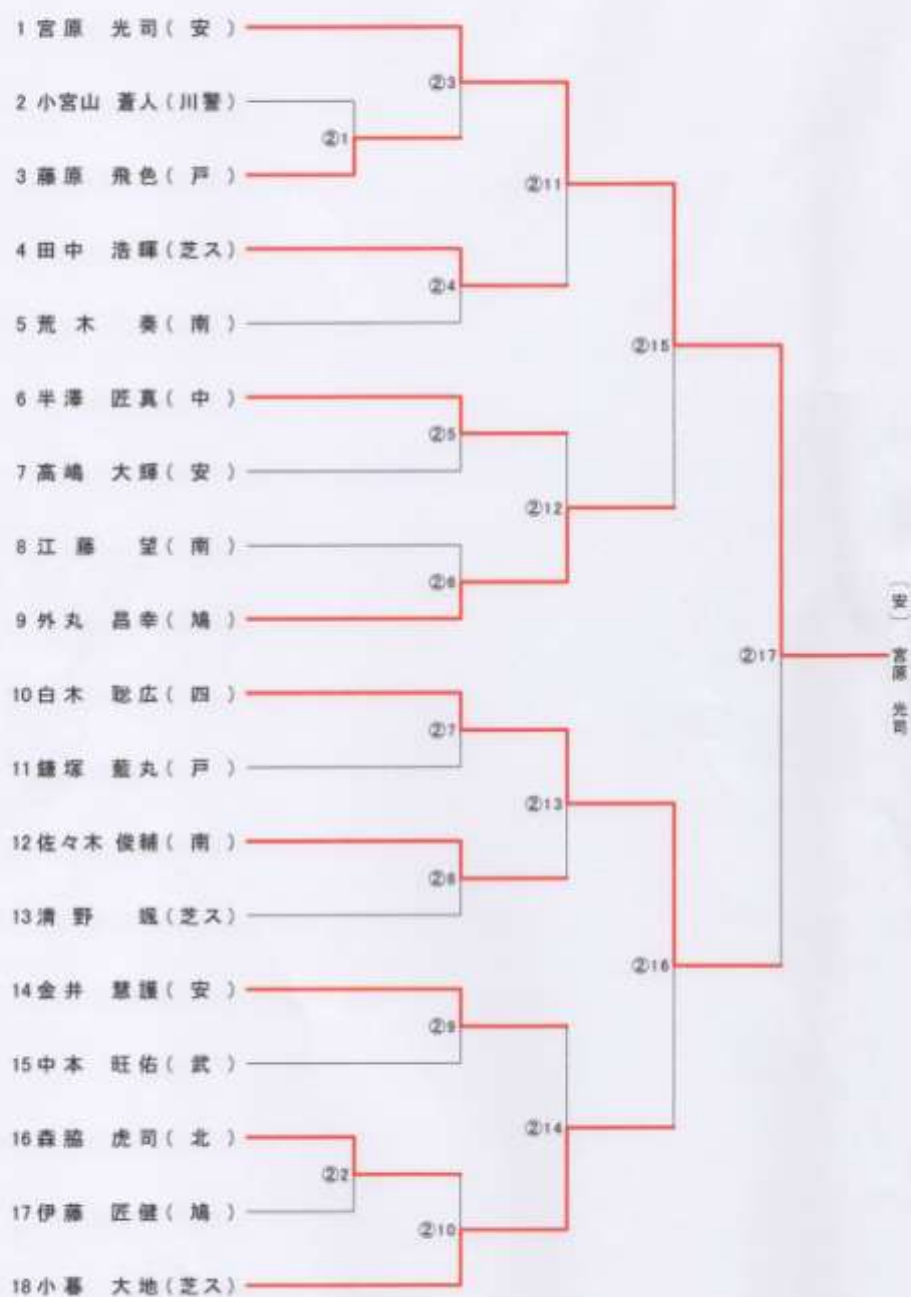 1 宮原 光司 ( 安 )
②3
2 小宮山 蒼人 (川警)
②1
3 藤原 飛色 ( 戸 )
②11
4 田中 浩暉 (芝ス)
②4
5 荒木 奏 ( 南 )
②15
6 半澤 匠真 ( 中 )
②5
7 高嶋 大輝 ( 安 )
②12
8 江藤 望 ( 南 )
②6
9 外丸 昌幸 ( 鳩 )
②17
(安) 宮原 光司
10 白木 聡広 ( 四 )
②7
11 鎌塚 藍丸 ( 戸 )
②13
12 佐々木 俊輔 ( 南 )
②8
13 清野 颯 (芝ス)
②16
14 金井 慧護 ( 安 )
②9
15 中本 旺佑 ( 武 )
②14
16 森脇 虎司 ( 北 )
②2
17 伊藤 匠健 ( 鳩 )
②10
18 小暮 大地 (芝ス)